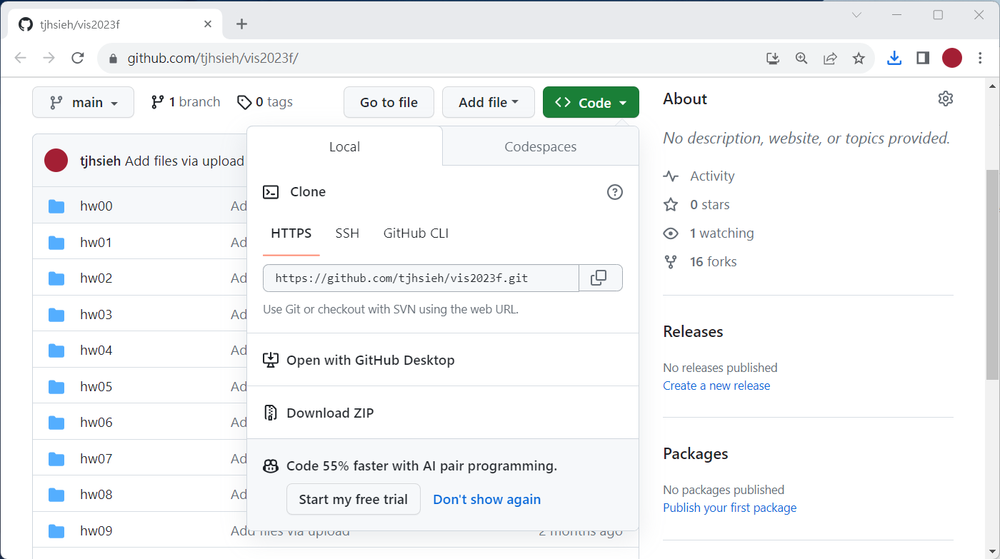 tjhsieh/vis2023f
github.com/tjhsieh/vis2023f/
main
1 branch
0 tags
Go to file
Add file
Code
tjhsieh Add files via upload
hw00 Ad
hw01 Ad
hw02 Ad
hw03 Ad
hw04 Ad
hw05 Ad
hw06 Ad
hw07 Ad
hw08 Ad
hw09 Add files via upload 2 months ago
Local
Codespaces
Clone
HTTPS
SSH
GitHub CLI
https://github.com/tjhsieh/vis2023f.git
Use Git or checkout with SVN using the web URL.
Open with GitHub Desktop
Download ZIP
Code 55% faster with AI pair programming.
Start my free trial
Don't show again
About
No description, website, or topics provided.
Activity
0 stars
1 watching
16 forks
Releases
No releases published
Create a new release
Packages
No packages published
Publish your first package